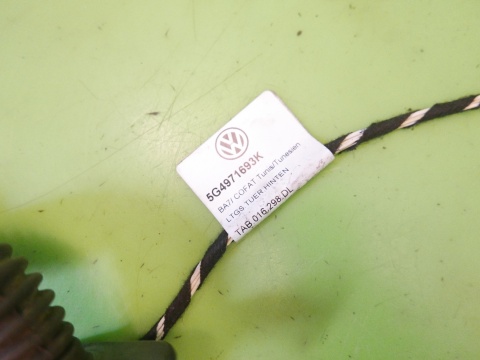 5G4971693K
BA7/ COFAT Tunis/Tunesien
LTGS TUER HINTEN
TAB 016.298.DL